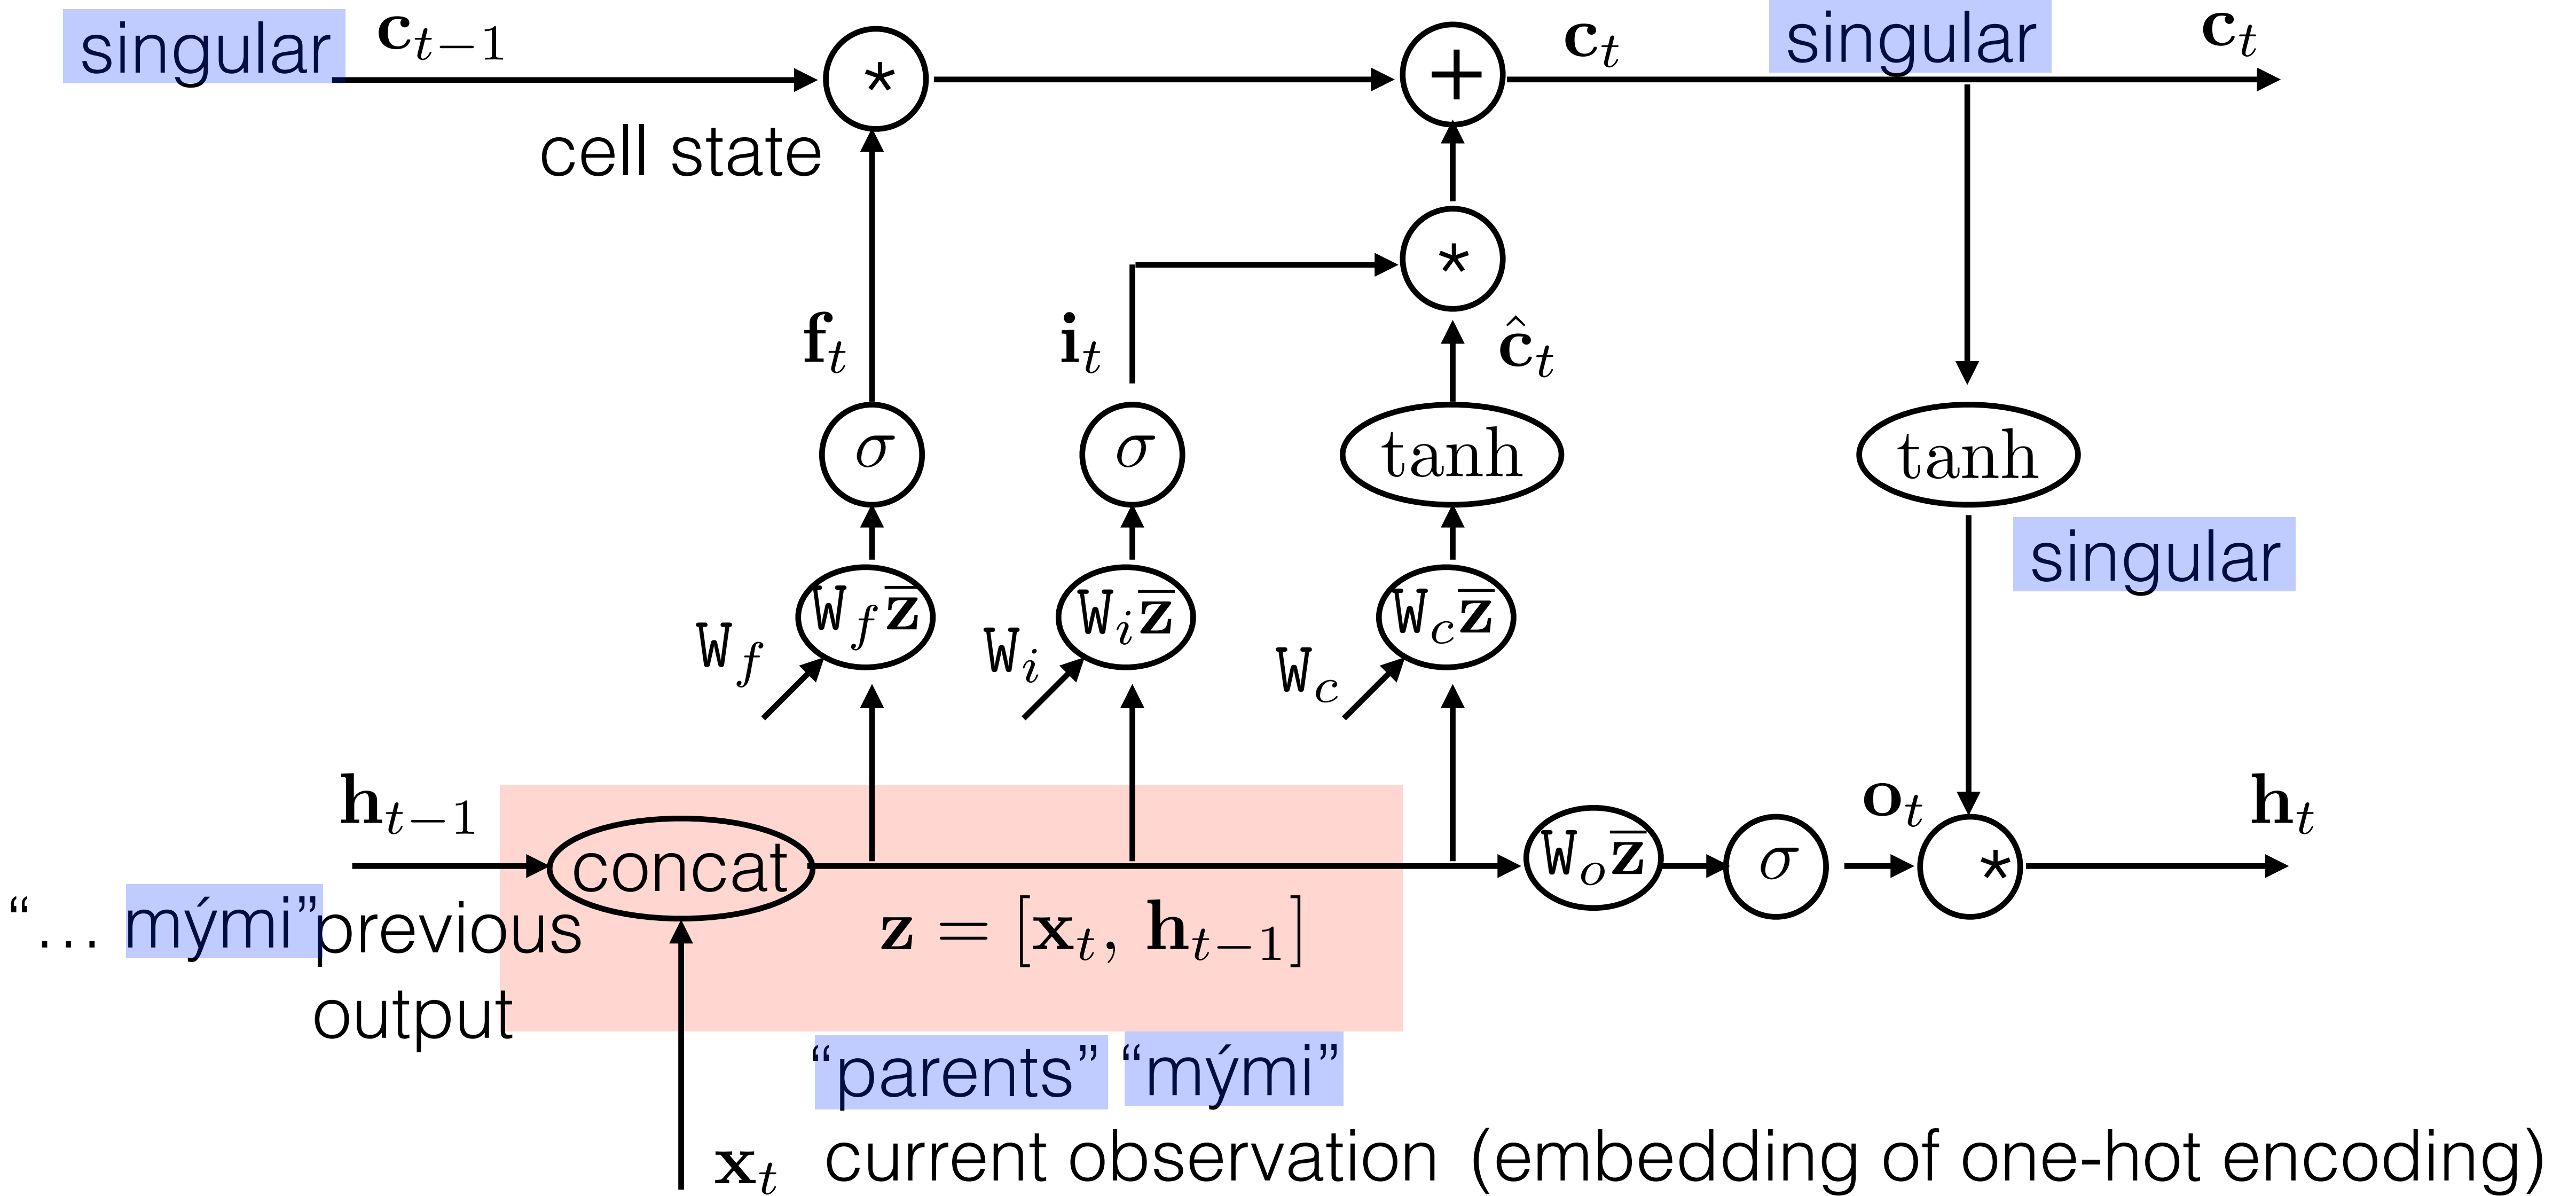 singular c_{t−1} c_t singular c_t
* +
cell state
*
f_t i_t ĉ_t
σ σ tanh tanh
singular
W_f W_f z̅ W_i W_i z̅ W_c W_c z̅
h_{t−1} o_t h_t
concat W_o z̅ σ *
“… mými” previous z = [x_t, h_{t−1}]
output
“parents” “mými”
x_t current observation (embedding of one-hot encoding)